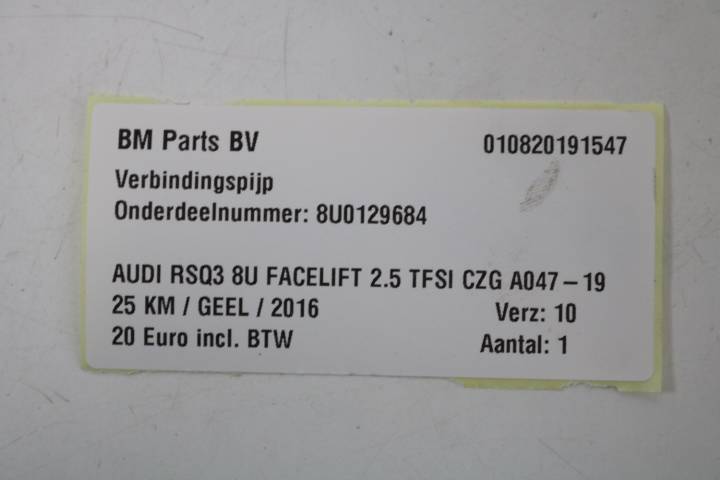 BM Parts BV 010820191547
Verbindingspijp
Onderdeelnummer: 8U0129684
AUDI RSQ3 8U FACELIFT 2.5 TFSI CZG A047 – 19
25 KM / GEEL / 2016 Verz: 10
20 Euro incl. BTW Aantal: 1